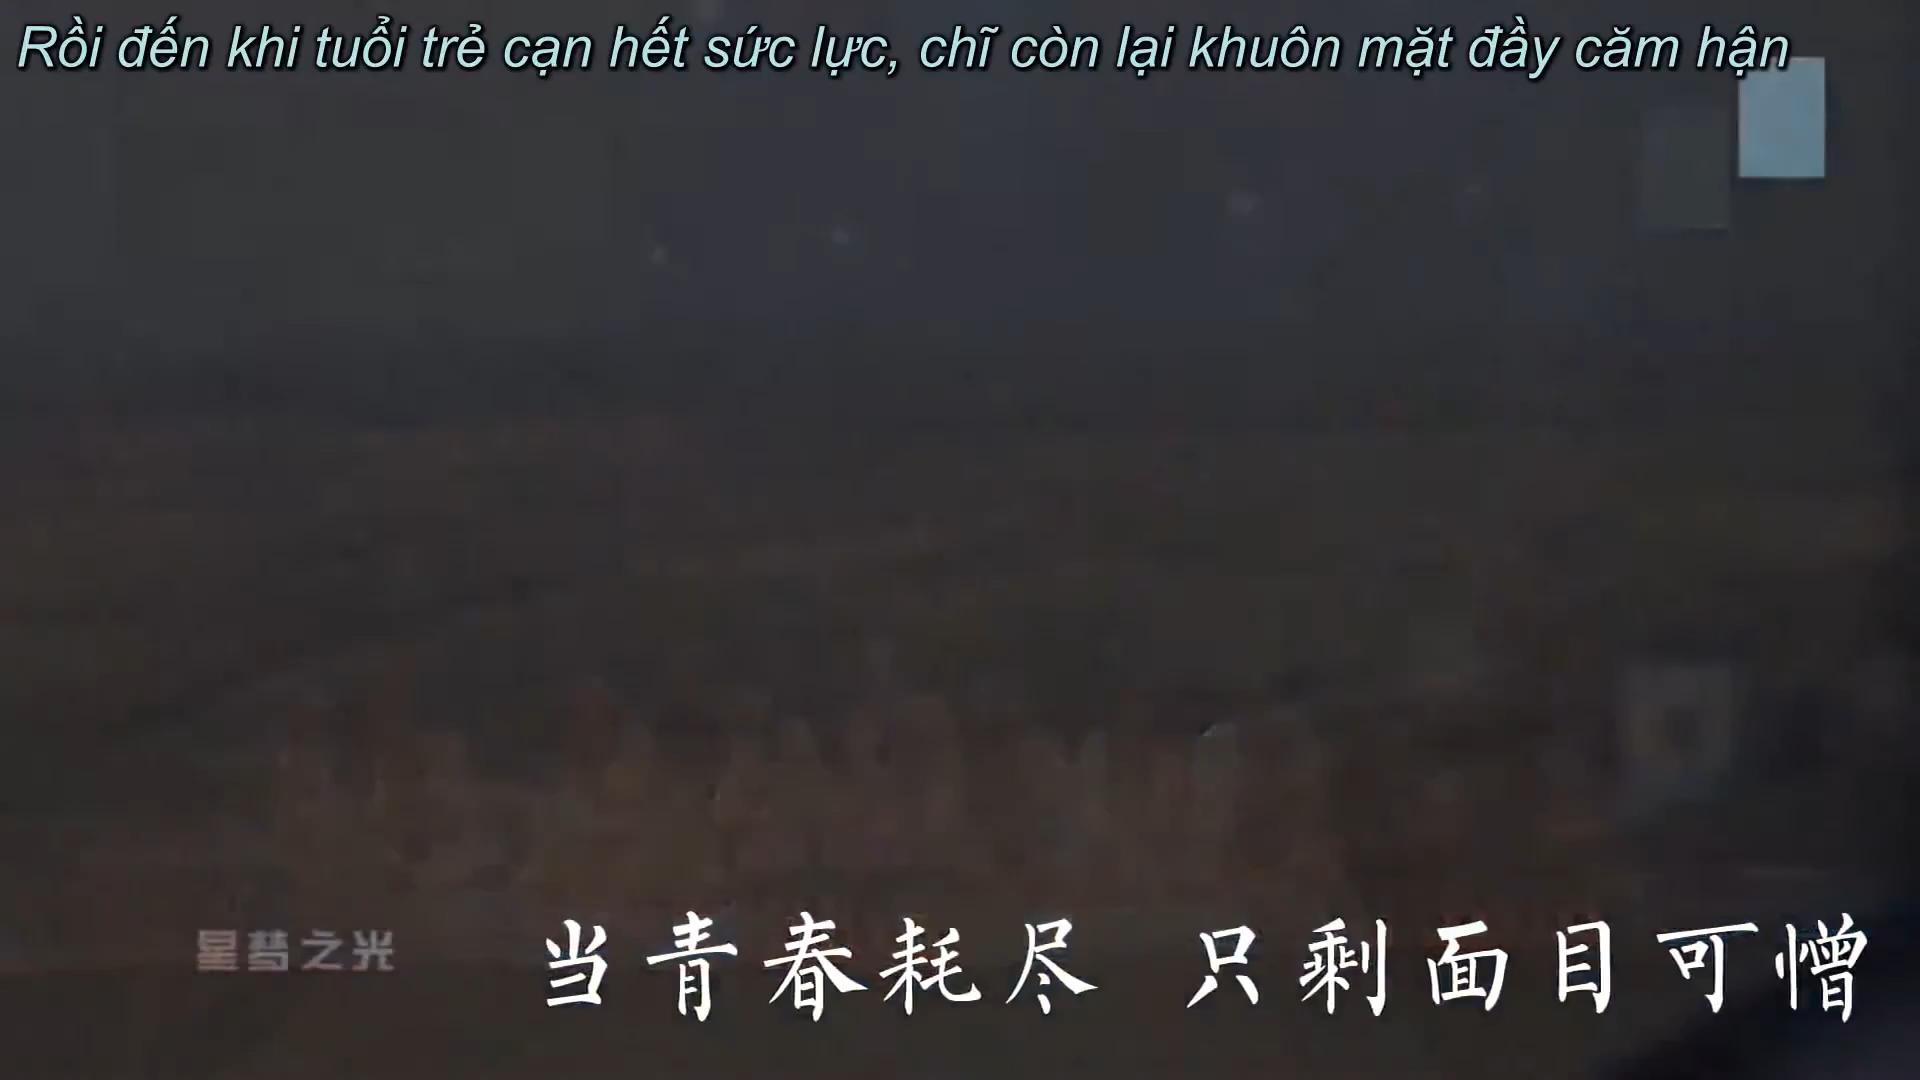 Rồi đến khi tuổi trẻ cạn hết sức lực, chĩ còn lại khuôn mặt đầy căm hận
星梦之光
当青春耗尽 只剩面目可憎